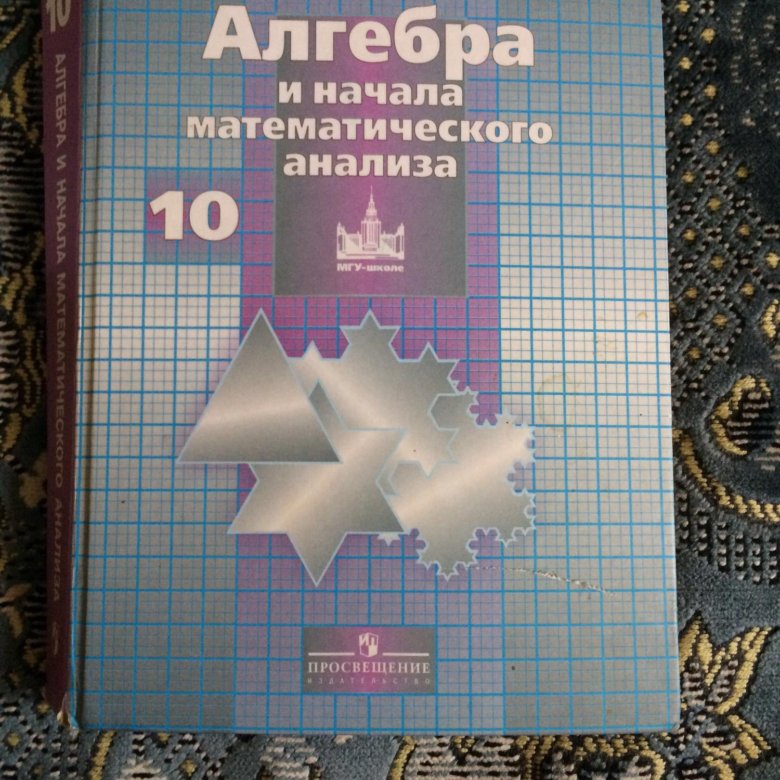 Алгебра
и начала
математического
анализа
10
МГУ-школе
ПРОСВЕЩЕНИЕ
ИЗДАТЕЛЬСТВО
10 АЛГЕБРА И НАЧАЛА МАТЕМАТИЧЕСКОГО АНАЛИЗА